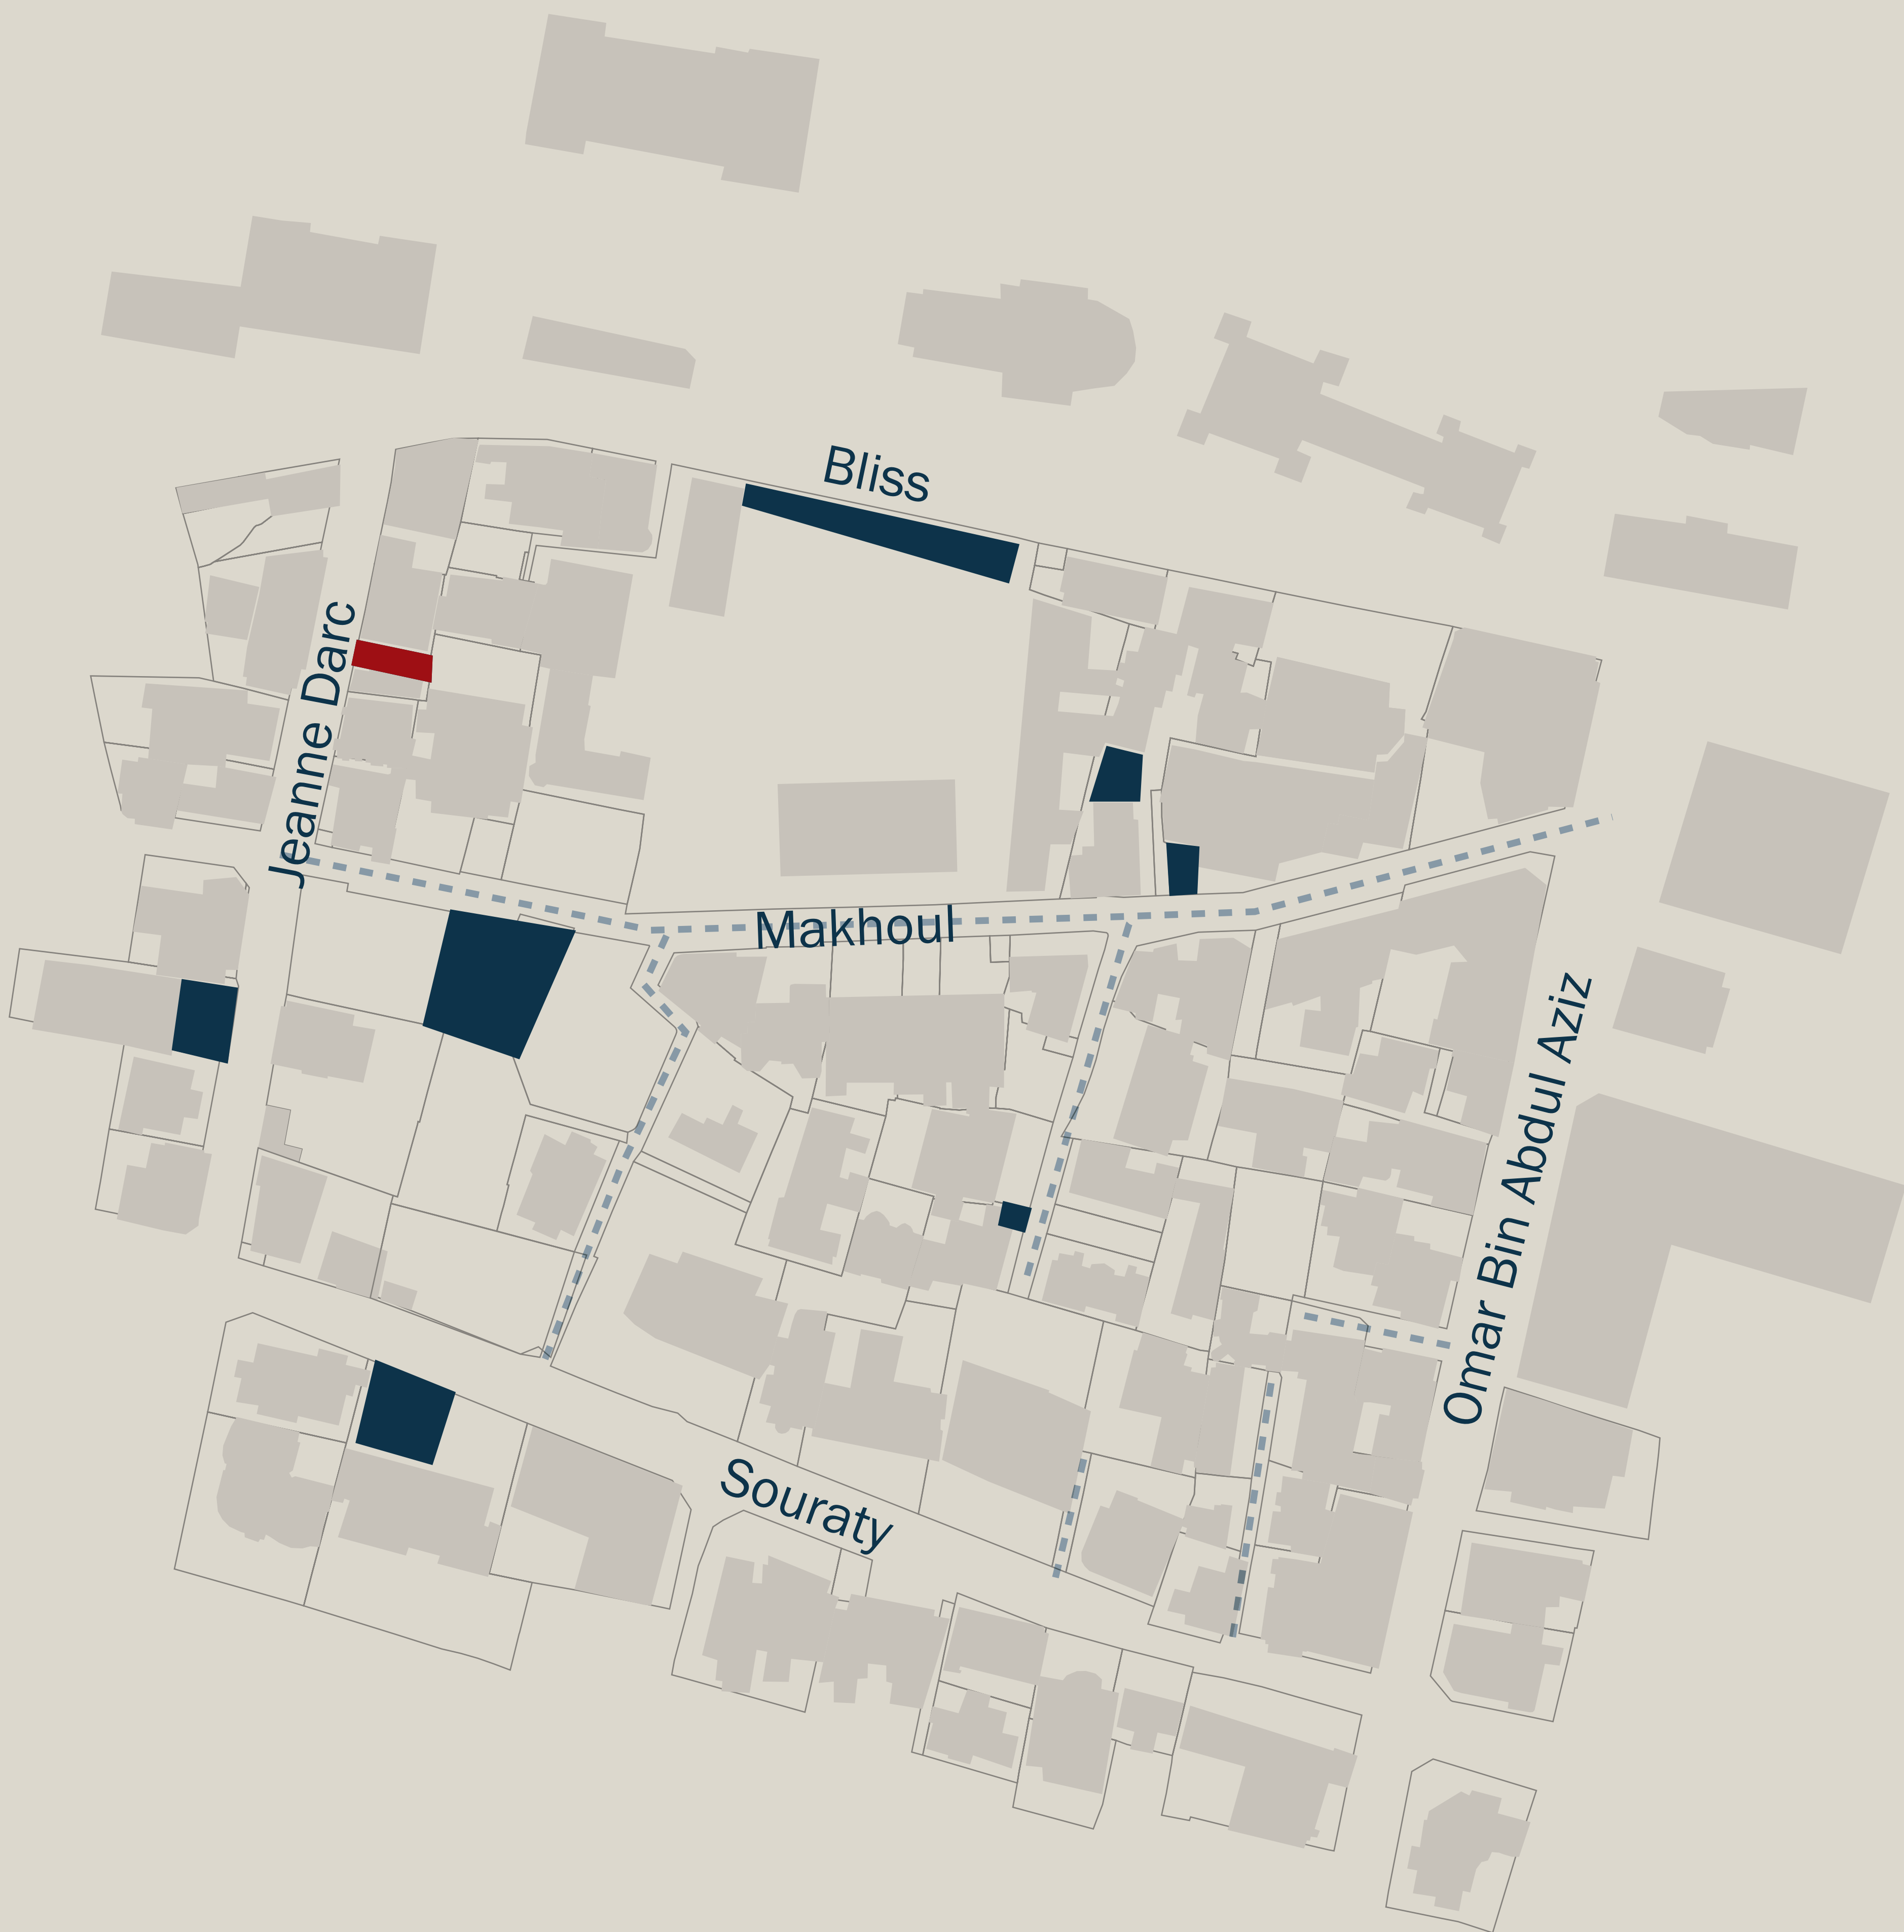 Bliss
Jeanne Darc
Makhoul
Omar Bin Abdul Aziz
Souraty